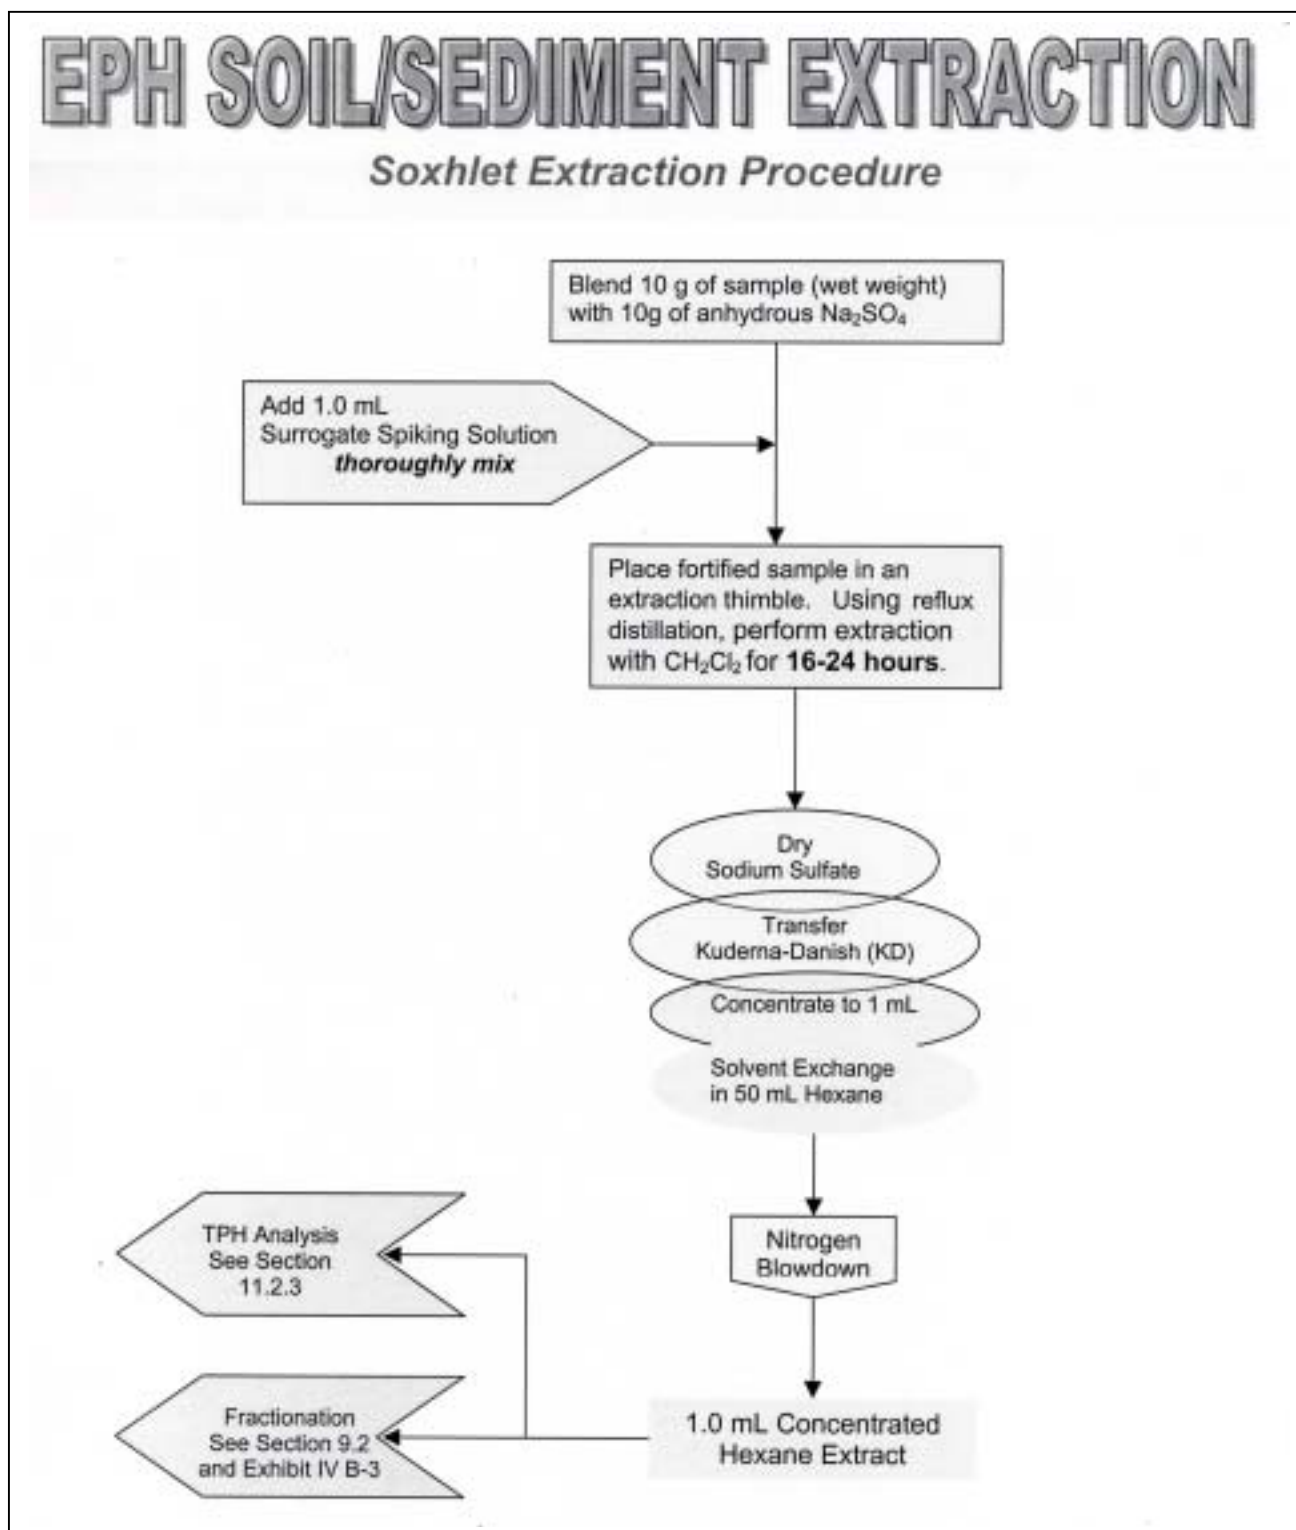 EPH SOIL/SEDIMENT EXTRACTION
Soxhlet Extraction Procedure
Blend 10 g of sample (wet weight)
with 10g of anhydrous Na₂SO₄
Add 1.0 mL
Surrogate Spiking Solution
thoroughly mix
Place fortified sample in an
extraction thimble. Using reflux
distillation, perform extraction
with CH₂Cl₂ for 16-24 hours.
Dry
Sodium Sulfate
Transfer
Kuderna-Danish (KD)
Concentrate to 1 mL
Solvent Exchange
in 50 mL Hexane
Nitrogen
Blowdown
1.0 mL Concentrated
Hexane Extract
TPH Analysis
See Section
11.2.3
Fractionation
See Section 9.2
and Exhibit IV B-3